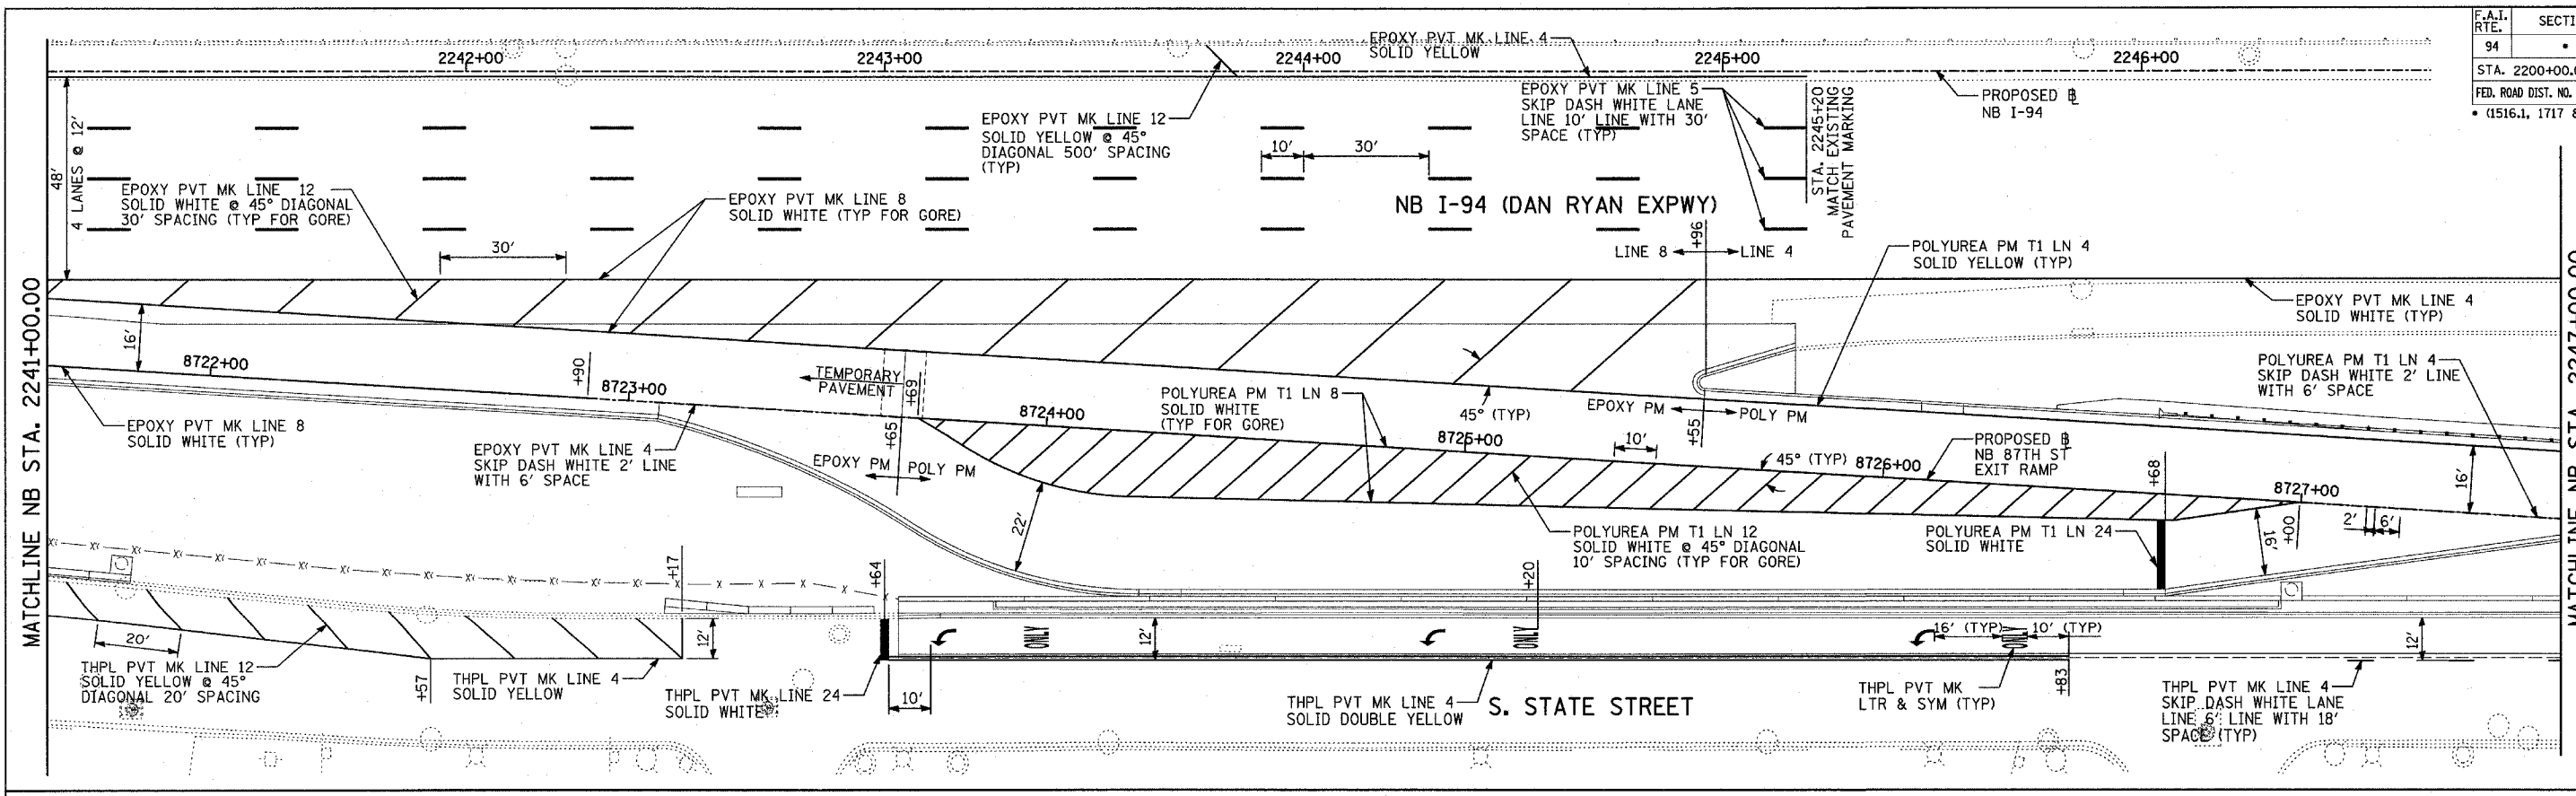 F.A.I.
RTE.
SECTI
94
•
STA. 2200+00.
FED. ROAD DIST. NO.
• (1516.1, 1717
2242+00
2243+00
2244+00
2245+00
2246+00
EPOXY PVT MK LINE 4
SOLID YELLOW
EPOXY PVT MK LINE 12
SOLID YELLOW @ 45°
DIAGONAL 500' SPACING
(TYP)
EPOXY PVT MK LINE 5
SKIP DASH WHITE LANE
LINE 10' LINE WITH 30'
SPACE (TYP)
STA. 2245+20
MATCH EXISTING
PAVEMENT MARKING
PROPOSED ℄
NB I-94
48'
4 LANES @ 12'
10'
30'
EPOXY PVT MK LINE 12
SOLID WHITE @ 45° DIAGONAL
30' SPACING (TYP FOR GORE)
EPOXY PVT MK LINE 8
SOLID WHITE (TYP FOR GORE)
NB I-94 (DAN RYAN EXPWY)
30'
LINE 8
+96
LINE 4
POLYUREA PM T1 LN 4
SOLID YELLOW (TYP)
EPOXY PVT MK LINE 4
SOLID WHITE (TYP)
MATCHLINE NB STA. 2241+00.00
MATCHLINE NB STA. 2247+00.00
16'
8722+00
+90
8723+00
TEMPORARY
PAVEMENT
+69
+65
8724+00
POLYUREA PM T1 LN 8
SOLID WHITE
(TYP FOR GORE)
45° (TYP)
EPOXY PM
POLY PM
+55
POLYUREA PM T1 LN 4
SKIP DASH WHITE 2' LINE
WITH 6' SPACE
EPOXY PVT MK LINE 8
SOLID WHITE (TYP)
EPOXY PVT MK LINE 4
SKIP DASH WHITE 2' LINE
WITH 6' SPACE
EPOXY PM
POLY PM
8725+00
10'
45° (TYP)
8726+00
PROPOSED ℄
NB 87TH ST
EXIT RAMP
+68
8727+00
16'
22'
POLYUREA PM T1 LN 12
SOLID WHITE @ 45° DIAGONAL
10' SPACING (TYP FOR GORE)
POLYUREA PM T1 LN 24
SOLID WHITE
16'
+00
2'
6'
+17
+64
+20
20'
12'
ONLY
12'
ONLY
16' (TYP)
ONLY
10' (TYP)
12'
THPL PVT MK LINE 12
SOLID YELLOW @ 45°
DIAGONAL 20' SPACING
+57
THPL PVT MK LINE 4
SOLID YELLOW
THPL PVT MK LINE 24
SOLID WHITE
10'
THPL PVT MK LINE 4
SOLID DOUBLE YELLOW
S. STATE STREET
THPL PVT MK
LTR & SYM (TYP)
+83
THPL PVT MK LINE 4
SKIP DASH WHITE LANE
LINE 6' LINE WITH 18'
SPACE (TYP)